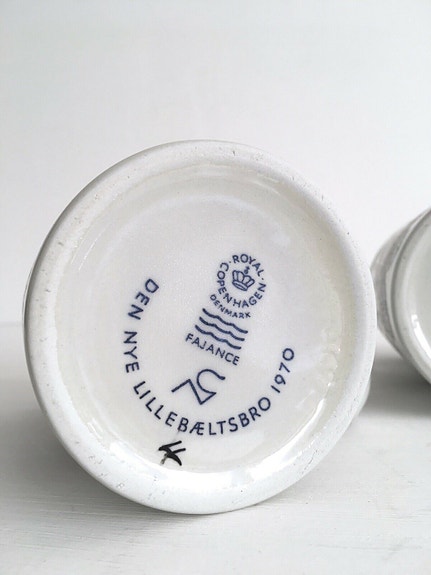 ROYAL COPENHAGEN
DENMARK
FAJANCE
DEN NYE LILLEBÆLTSBRO 1970